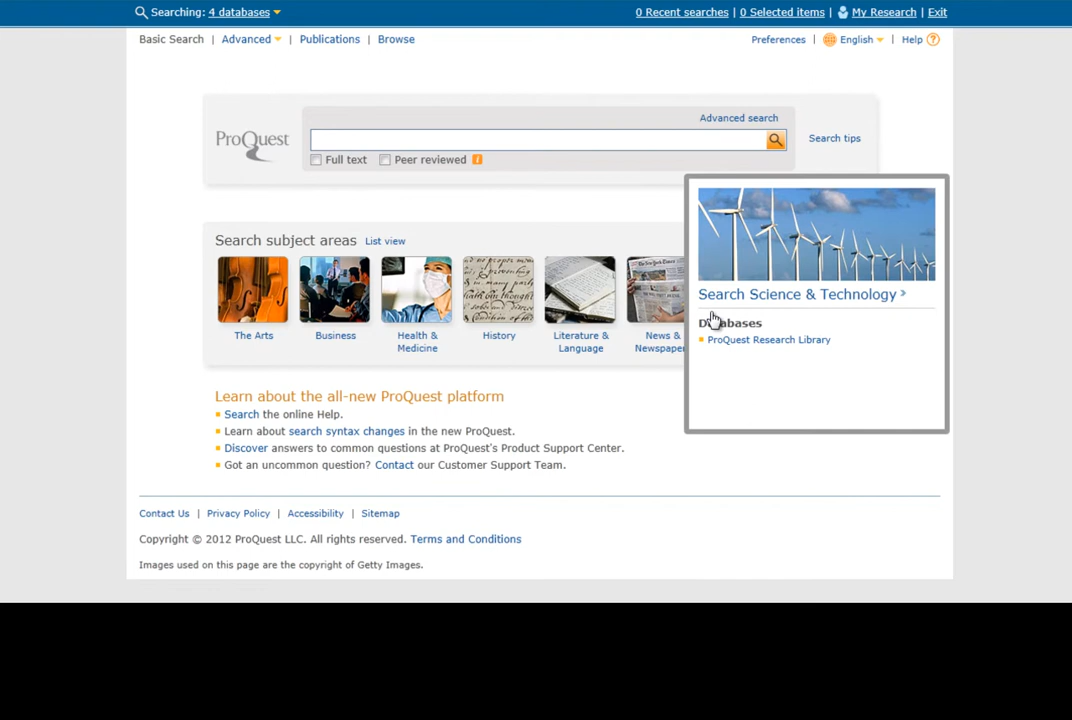 Searching: 4 databases
0 Recent searches | 0 Selected items | My Research | Exit
Basic Search | Advanced | Publications | Browse
Preferences | English | Help ?
Advanced search
ProQuest
Search tips
Full text Peer reviewed i
Search subject areas List view
The Arts
Business
Health & Medicine
History
Literature & Language
News & Newspaper
Search Science & Technology
Databases
ProQuest Research Library
Learn about the all-new ProQuest platform
Search the online Help.
Learn about search syntax changes in the new ProQuest.
Discover answers to common questions at ProQuest's Product Support Center.
Got an uncommon question? Contact our Customer Support Team.
Contact Us | Privacy Policy | Accessibility | Sitemap
Copyright © 2012 ProQuest LLC. All rights reserved. Terms and Conditions
Images used on this page are the copyright of Getty Images.